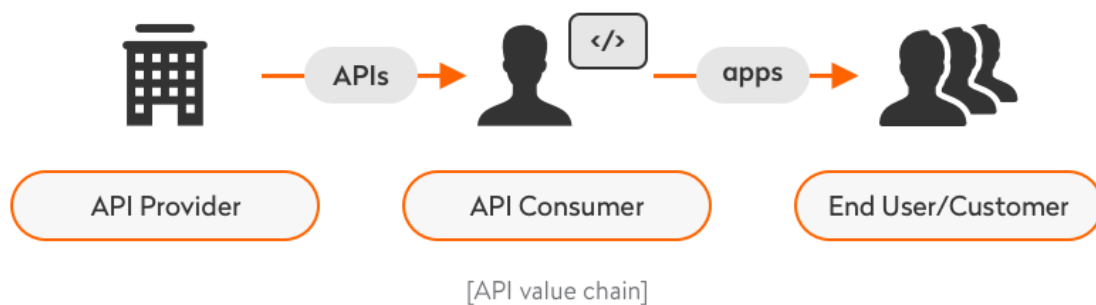 </>
APIs
apps
API Provider
API Consumer
End User/Customer
[API value chain]